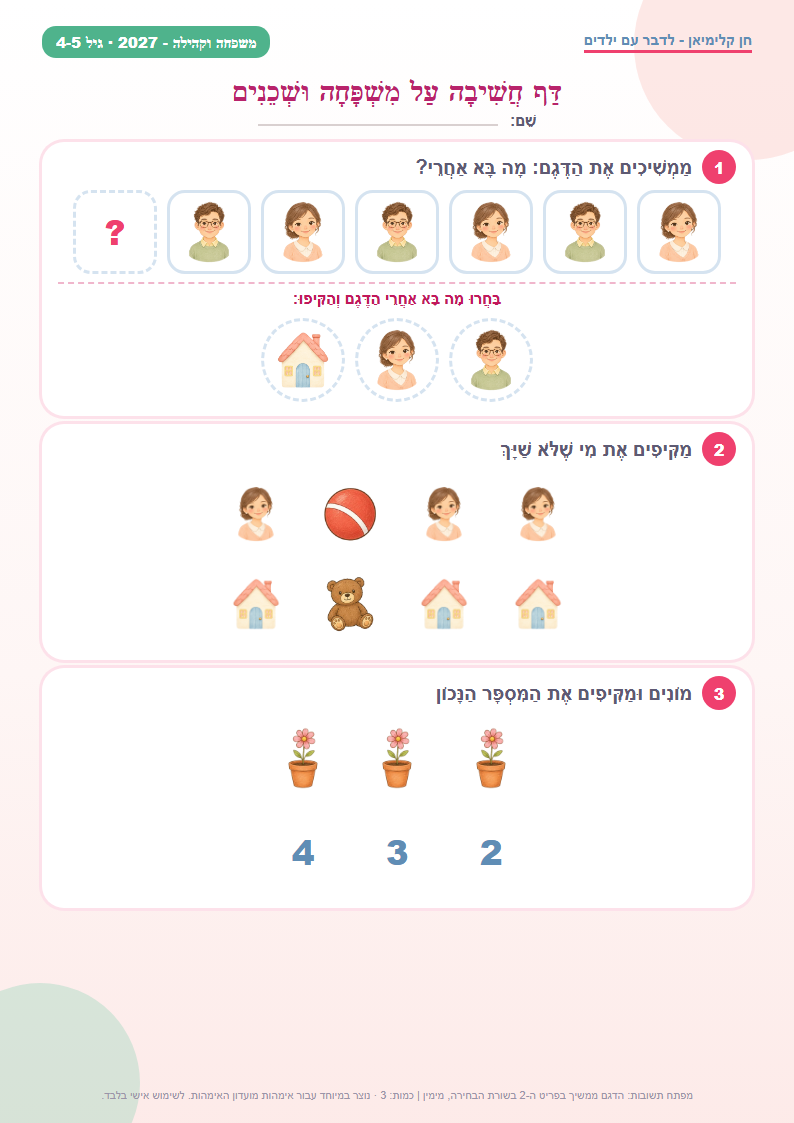 חן קלימיאן - לדבר עם ילדים
משפחה וקהילה - 2027 · גיל 4-5
דַּף חֲשִׁיבָה עַל מִשְׁפָּחָה וּשְׁכֵנִים
שֵׁם:
1
מַמְשִׁיכִים אֶת הַדֶּגֶם: מָה בָּא אַחֲרֵי?
?
בַּחֲרוּ מָה בָּא אַחֲרֵי הַדֶּגֶם וְהַקִּיפוּ:
2
מַקִּיפִים אֶת מִי שֶׁלֹּא שַׁיָּךְ
3
מוֹנִים וּמַקִּיפִים אֶת הַמִּסְפָּר הַנָּכוֹן
2 3 4
מפתח תשובות: הדגם ממשיך בפריט ה-2 בשורת הבחירה, מימין | כמות: 3 · נוצר במיוחד עבור אימהות מועדון האימהות. לשימוש אישי בלבד.